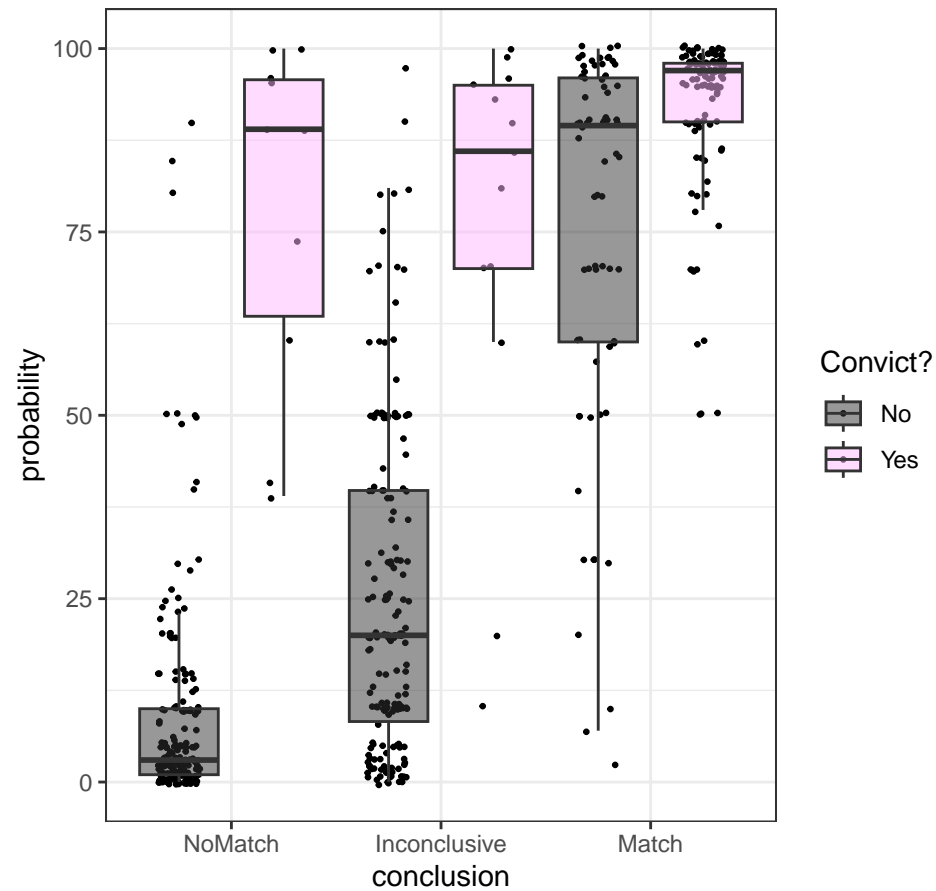 100
75
50
25
0
probability
NoMatch
Inconclusive
Match
conclusion
Convict?
No
Yes